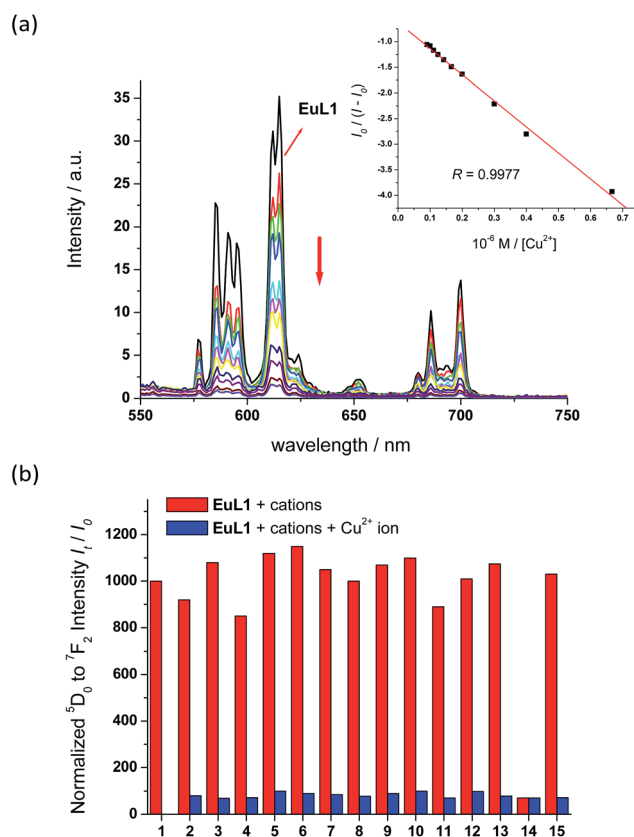 (a)
35
30
25
20
15
10
5
0
Intensity / a.u.
EuL1
550
600
650
700
750
wavelength / nm
-1.0
-1.5
-2.0
-2.5
-3.0
-3.5
-4.0
I₀ / (I - I₀)
R = 0.9977
0.0
0.1
0.2
0.3
0.4
0.5
0.6
0.7
10⁻⁶ M / [Cu²⁺]
(b)
EuL1 + cations
EuL1 + cations + Cu²⁺ ion
1200
1000
800
600
400
200
0
Normalized ⁵D₀ to ⁷F₂ Intensity Iₜ / I₀
1 2 3 4 5 6 7 8 9 10 11 12 13 14 15